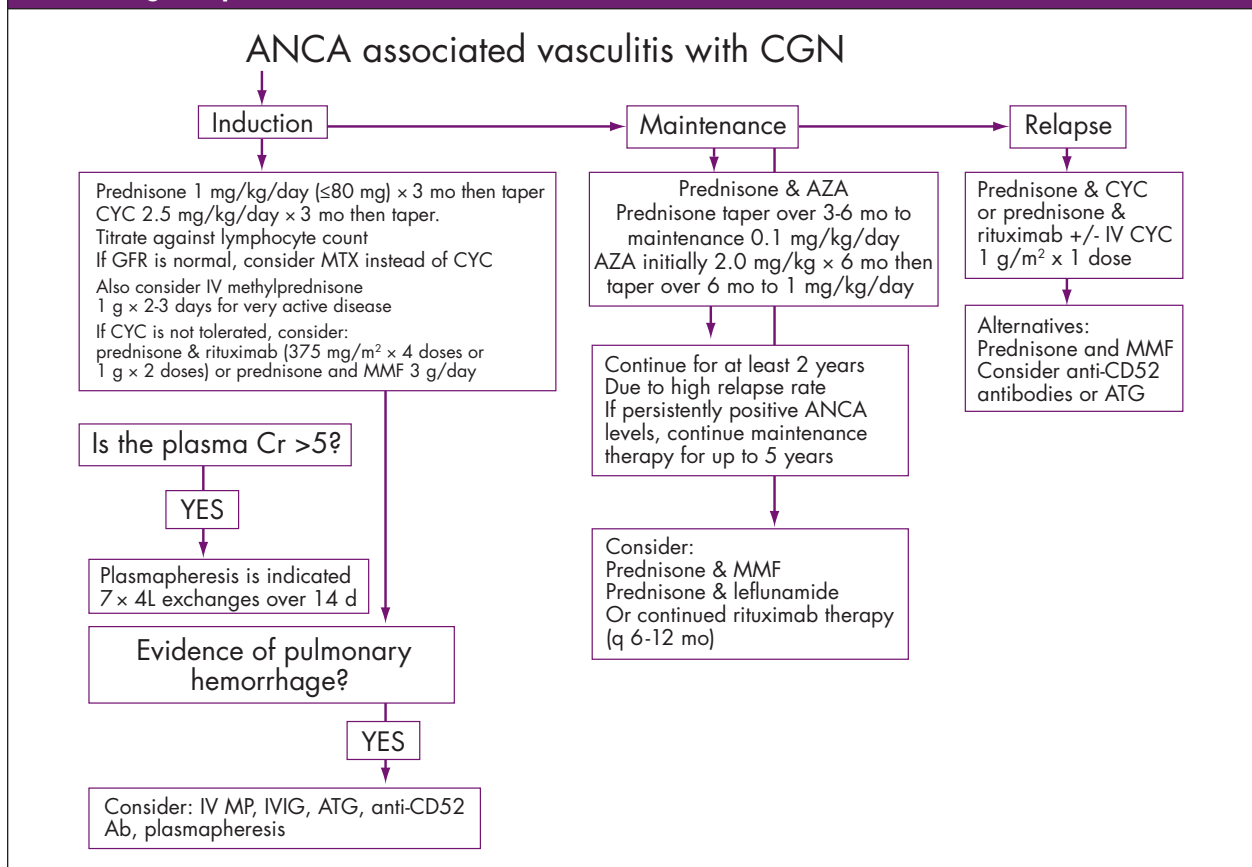 ANCA associated vasculitis with CGN
Induction
Maintenance
Relapse
Prednisone 1 mg/kg/day (≤80 mg) × 3 mo then taper
CYC 2.5 mg/kg/day × 3 mo then taper.
Titrate against lymphocyte count
If GFR is normal, consider MTX instead of CYC
Also consider IV methylprednisone
1 g × 2-3 days for very active disease
If CYC is not tolerated, consider:
prednisone & rituximab (375 mg/m² × 4 doses or
1 g × 2 doses) or prednisone and MMF 3 g/day
Is the plasma Cr >5?
YES
Plasmapheresis is indicated
7 × 4L exchanges over 14 d
Evidence of pulmonary
hemorrhage?
YES
Consider: IV MP, IVIG, ATG, anti-CD52
Ab, plasmapheresis
Prednisone & AZA
Prednisone taper over 3-6 mo to
maintenance 0.1 mg/kg/day
AZA initially 2.0 mg/kg × 6 mo then
taper over 6 mo to 1 mg/kg/day
Continue for at least 2 years
Due to high relapse rate
If persistently positive ANCA
levels, continue maintenance
therapy for up to 5 years
Consider:
Prednisone & MMF
Prednisone & leflunamide
Or continued rituximab therapy
(q 6-12 mo)
Prednisone & CYC
or prednisone &
rituximab +/- IV CYC
1 g/m² x 1 dose
Alternatives:
Prednisone and MMF
Consider anti-CD52
antibodies or ATG